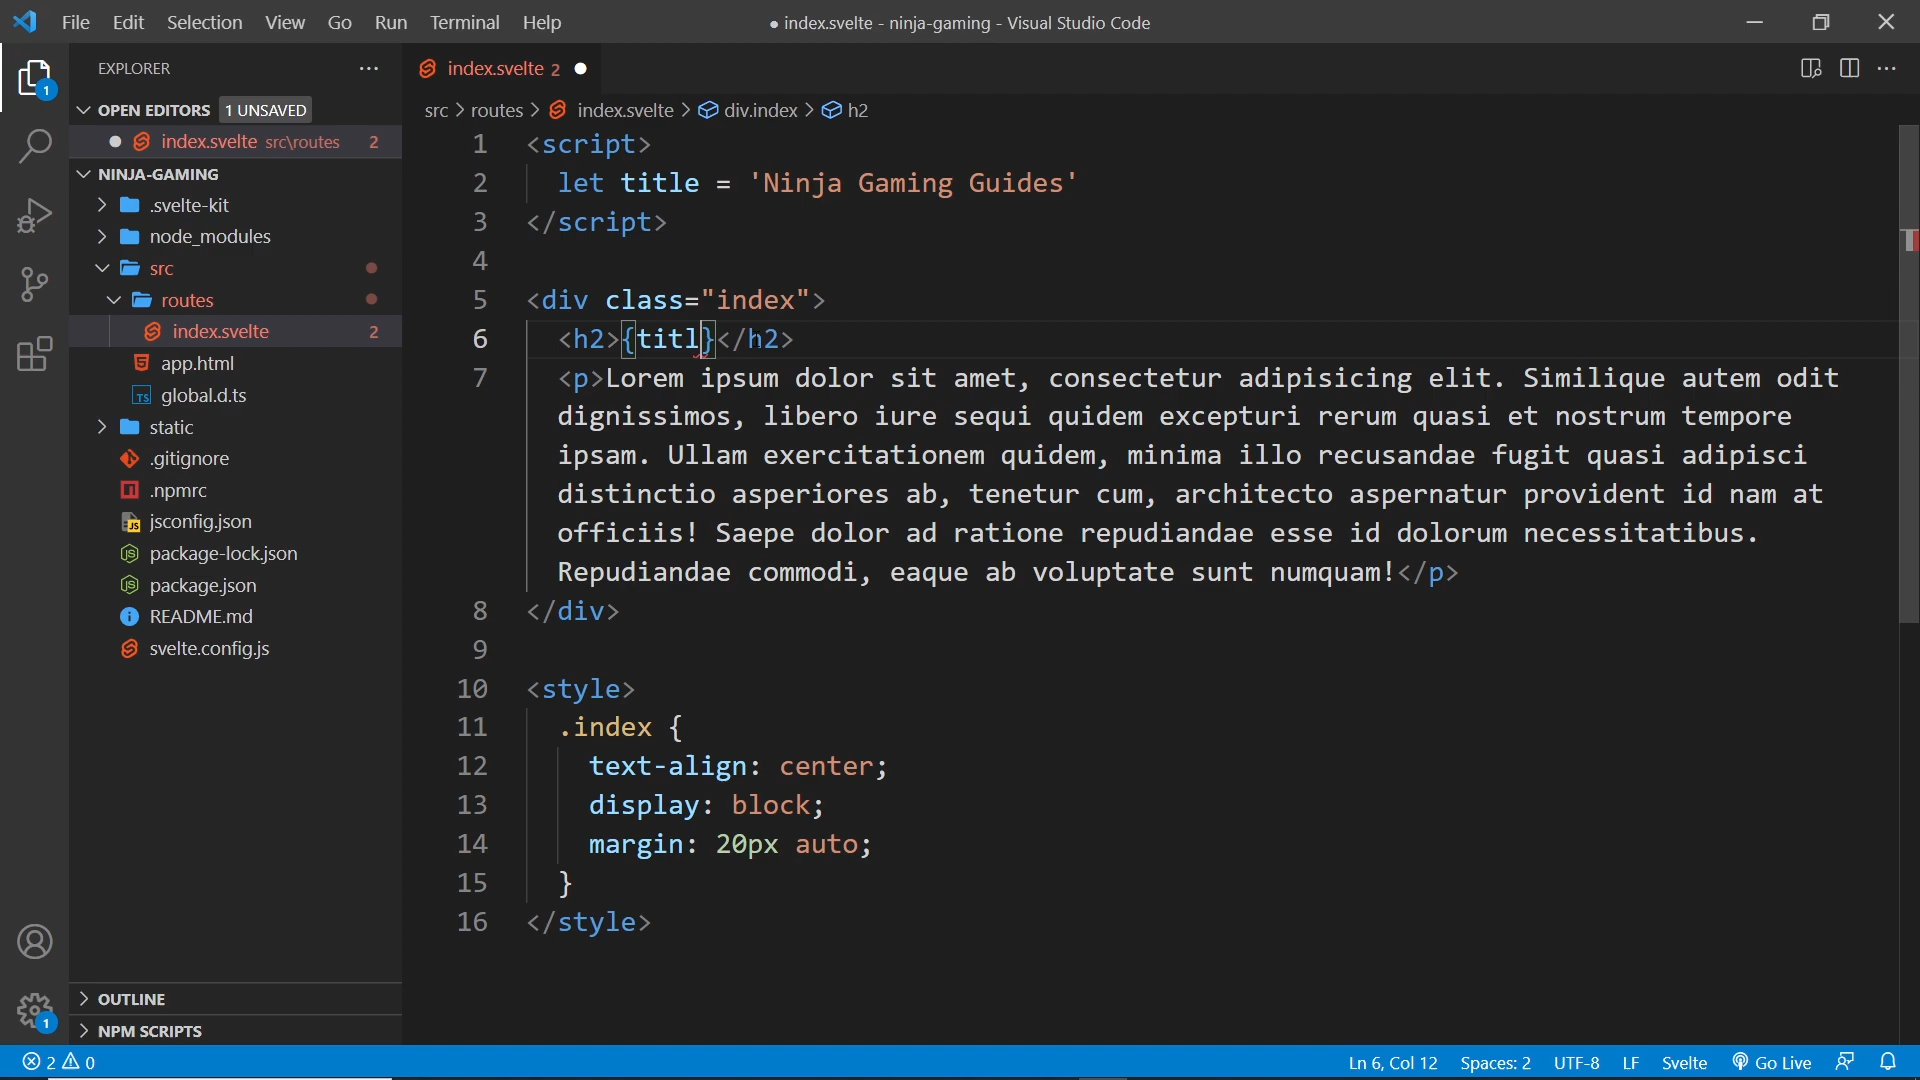 File Edit Selection View Go Run Terminal Help
● index.svelte - ninja-gaming - Visual Studio Code
EXPLORER
OPEN EDITORS 1 UNSAVED
index.svelte src\routes 2
NINJA-GAMING
.svelte-kit
node_modules
src
routes
index.svelte 2
app.html
TS global.d.ts
static
.gitignore
.npmrc
JS jsconfig.json
package-lock.json
package.json
README.md
svelte.config.js
OUTLINE
NPM SCRIPTS
1
1
index.svelte 2
src > routes > index.svelte > div.index > h2
1 <script>
2 let title = 'Ninja Gaming Guides'
3 </script>
4
5 <div class="index">
6 <h2>{titl}</h2>
7 <p>Lorem ipsum dolor sit amet, consectetur adipisicing elit. Similique autem odit
dignissimos, libero iure sequi quidem excepturi rerum quasi et nostrum tempore
ipsam. Ullam exercitationem quidem, minima illo recusandae fugit quasi adipisci
distinctio asperiores ab, tenetur cum, architecto aspernatur provident id nam at
officiis! Saepe dolor ad ratione repudiandae esse id dolorum necessitatibus.
Repudiandae commodi, eaque ab voluptate sunt numquam!</p>
8 </div>
9
10 <style>
11 .index {
12 text-align: center;
13 display: block;
14 margin: 20px auto;
15 }
16 </style>
2 0
Ln 6, Col 12 Spaces: 2 UTF-8 LF Svelte Go Live